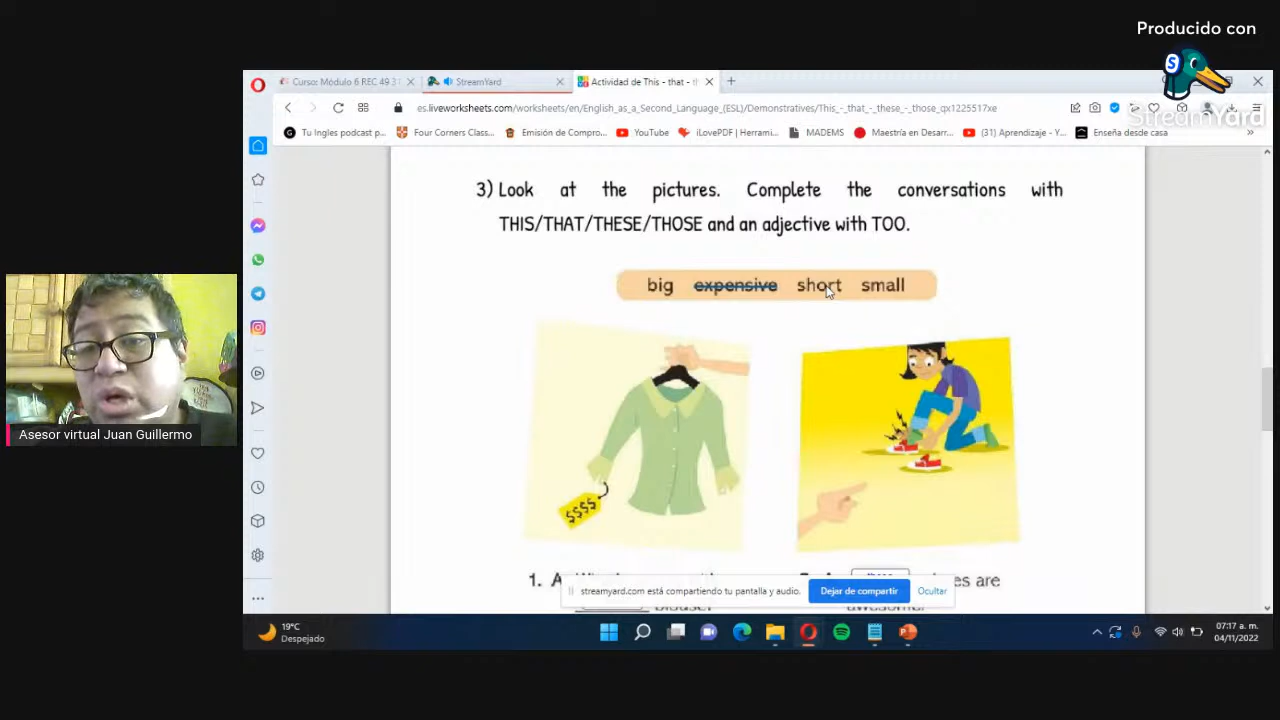 Producido con
StreamYard
Curso: Módulo 6 REC 49 3
StreamYard
Actividad de This - that - t
es.liveworksheets.com/worksheets/en/English_as_a_Second_Language_(ESL)/Demonstratives/This_-_that_-_these_-_those_qx1225517xe
Tu Ingles podcast p...
Four Corners Class...
Emisión de Compro...
YouTube
iLovePDF | Herrami...
MADEMS
Maestría en Desarr...
(31) Aprendizaje - Y...
Enseña desde casa
3) Look at the pictures. Complete the conversations with
THIS/THAT/THESE/THOSE and an adjective with TOO.
big expensive short small
$$$$
Asesor virtual Juan Guillermo
1. A
es are
streamyard.com está compartiendo tu pantalla y audio.
Dejar de compartir
Ocultar
19°C
Despejado
07:17 a. m.
04/11/2022